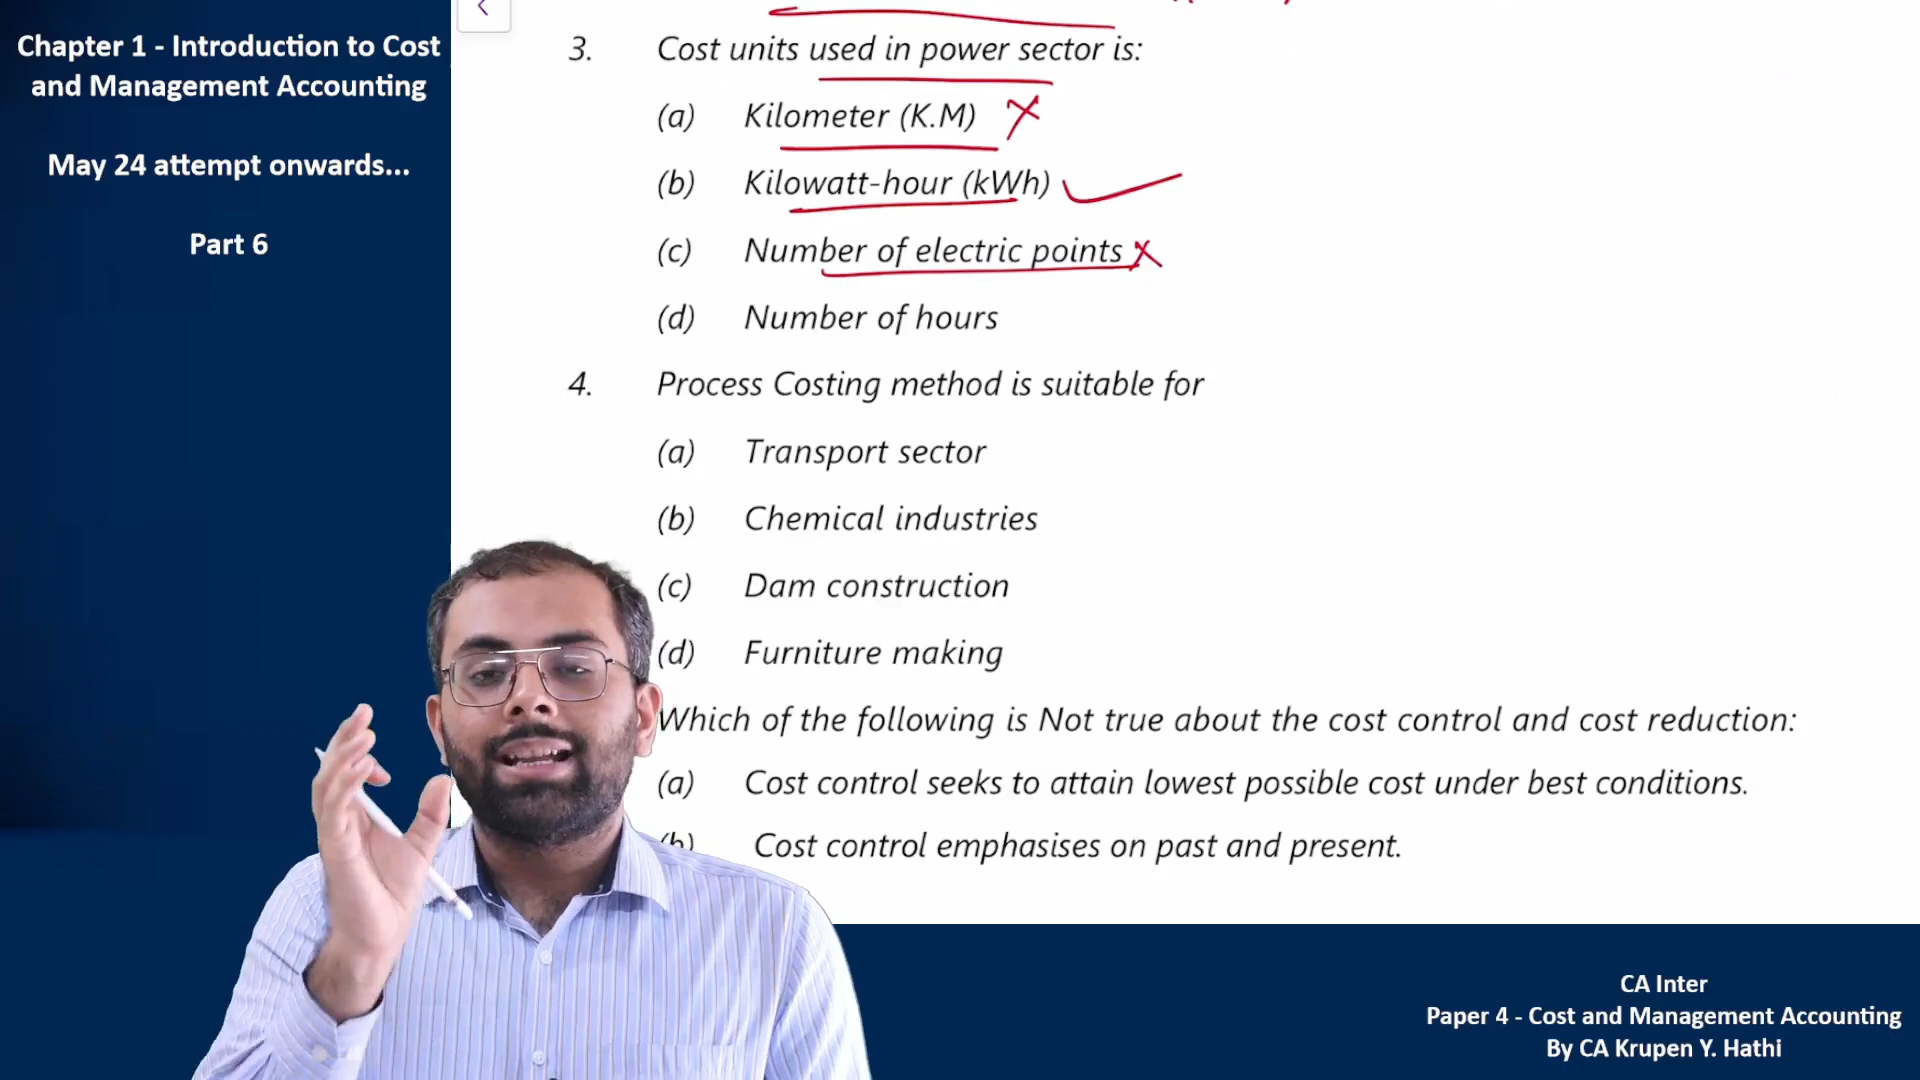 Chapter 1 - Introduction to Cost
and Management Accounting
May 24 attempt onwards...
Part 6
3. Cost units used in power sector is:
(a) Kilometer (K.M)
(b) Kilowatt-hour (kWh)
(c) Number of electric points
(d) Number of hours
4. Process Costing method is suitable for
(a) Transport sector
(b) Chemical industries
(c) Dam construction
(d) Furniture making
Which of the following is Not true about the cost control and cost reduction:
(a) Cost control seeks to attain lowest possible cost under best conditions.
(b) Cost control emphasises on past and present.
CA Inter
Paper 4 - Cost and Management Accounting
By CA Krupen Y. Hathi